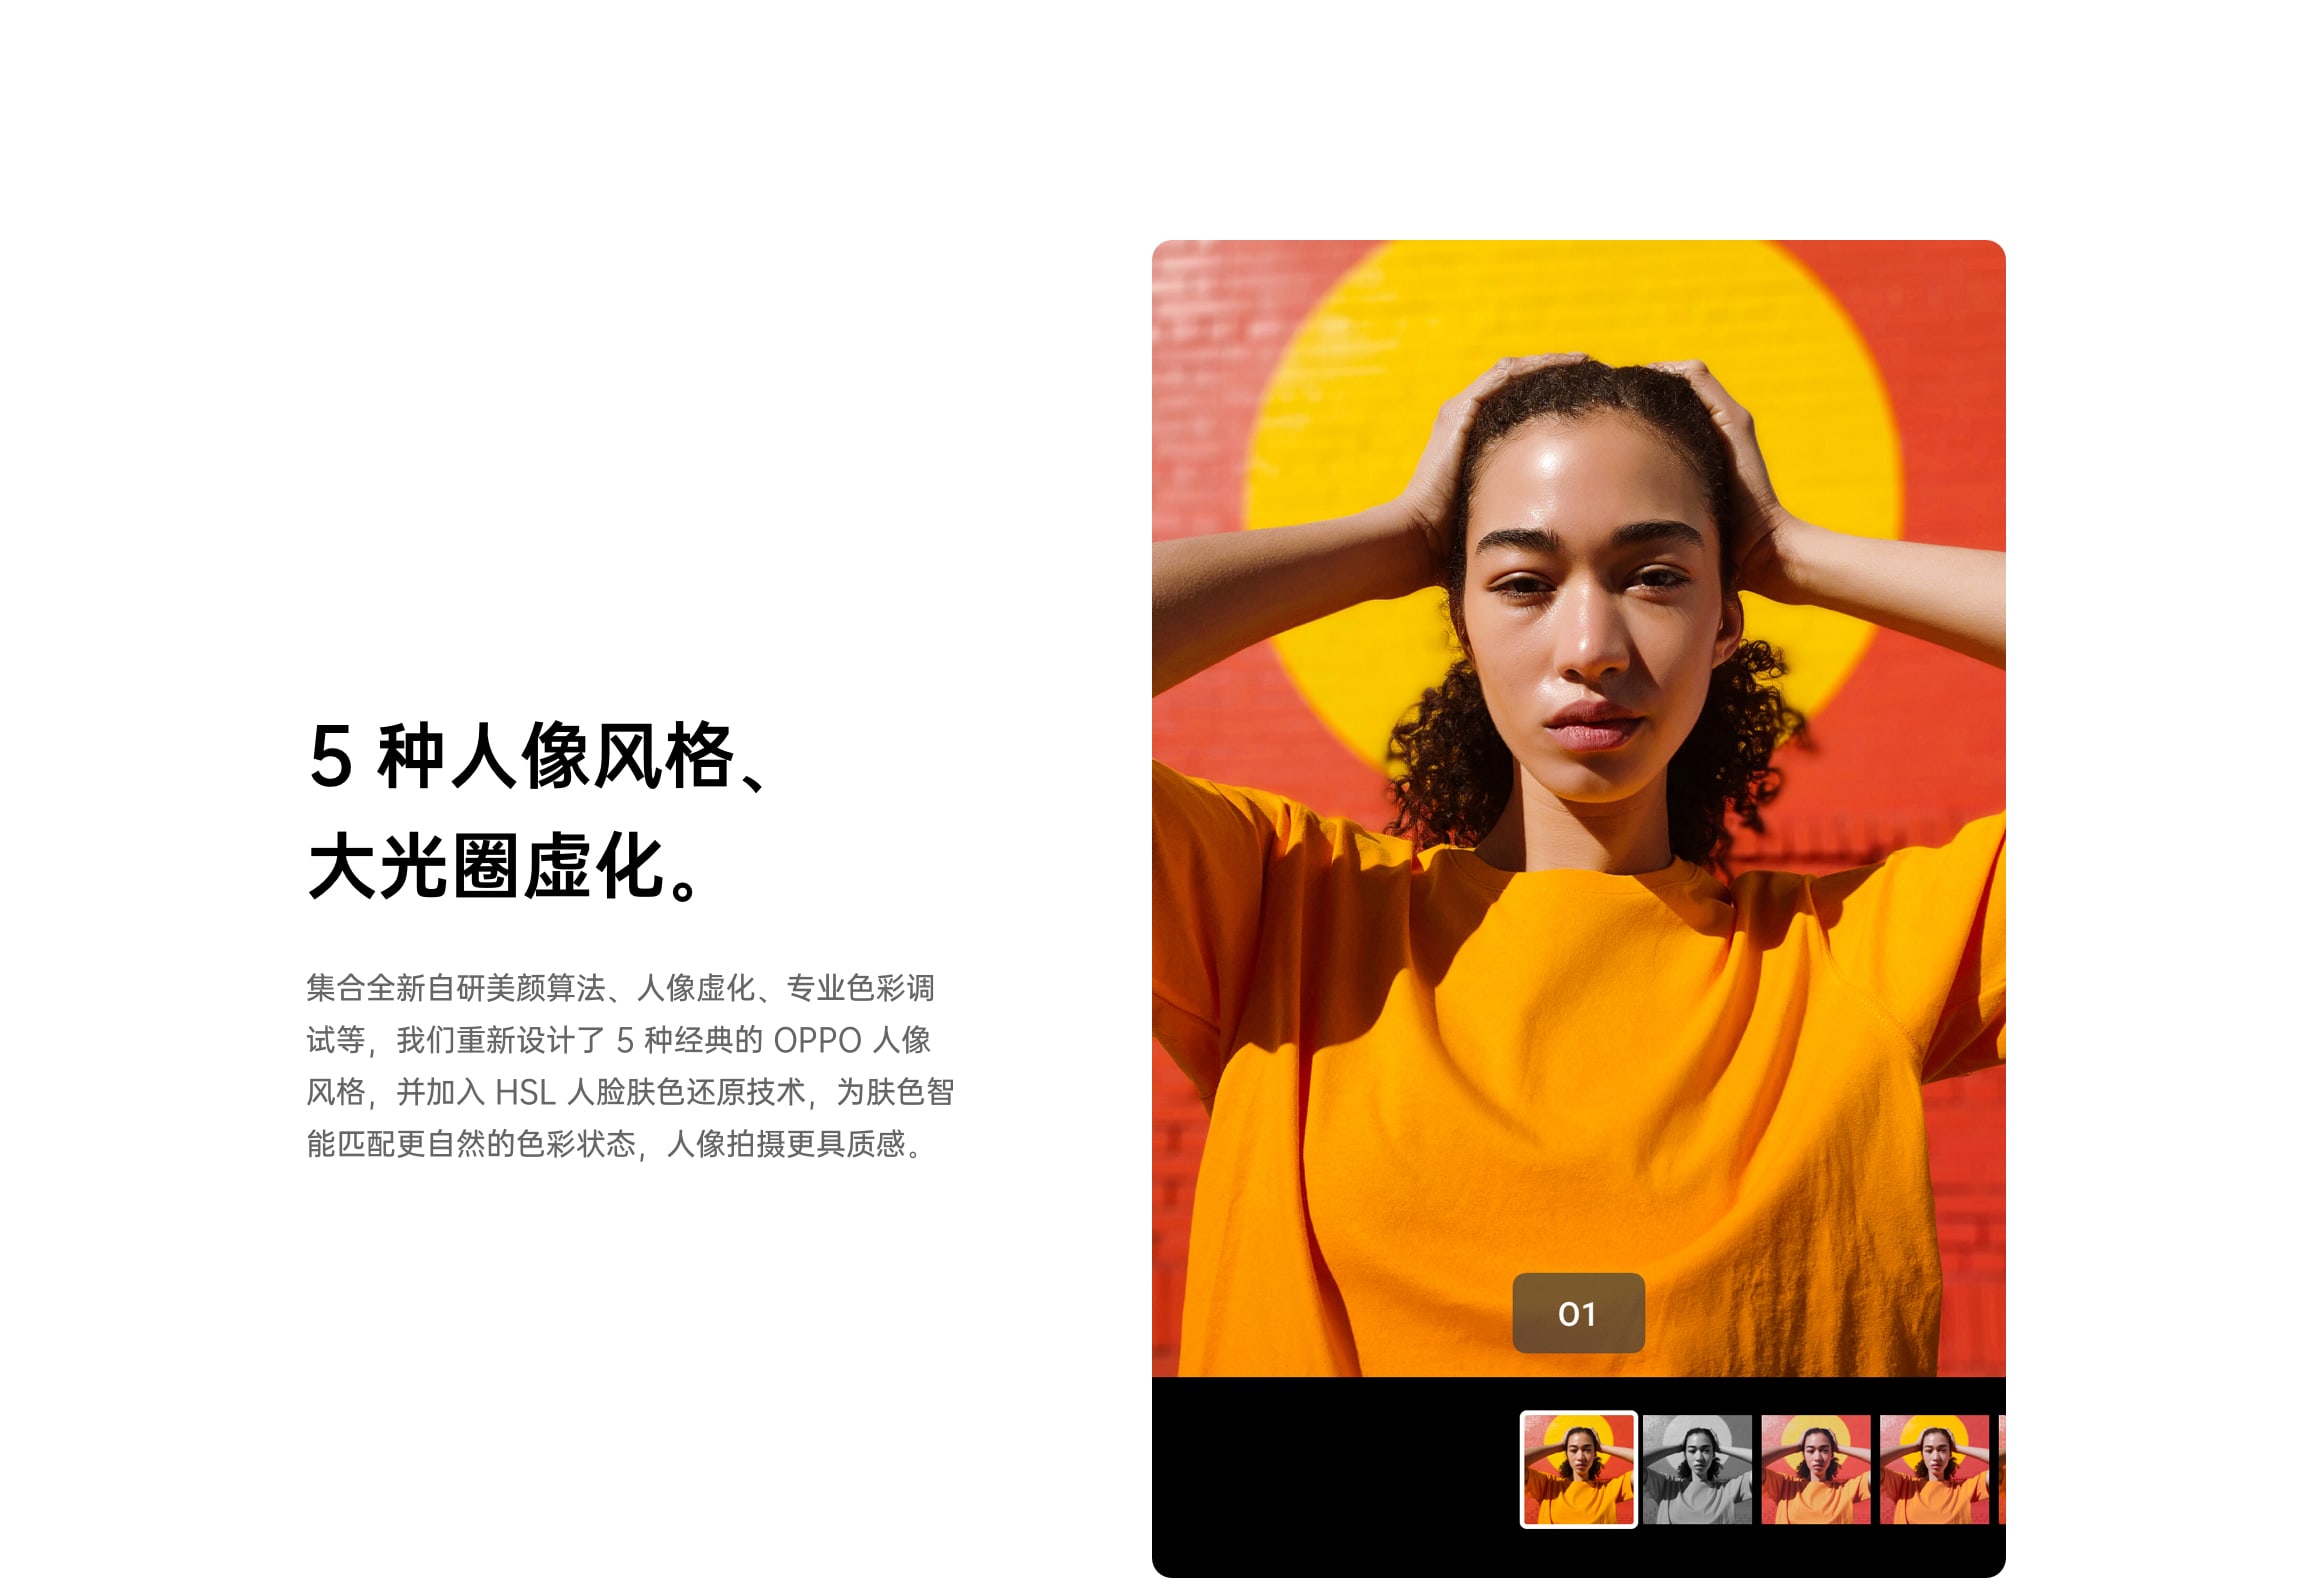 5 种人像风格、
大光圈虚化。
集合全新自研美颜算法、人像虚化、专业色彩调
试等，我们重新设计了 5 种经典的 OPPO 人像
风格，并加入 HSL 人脸肤色还原技术，为肤色智
能匹配更自然的色彩状态，人像拍摄更具质感。
01